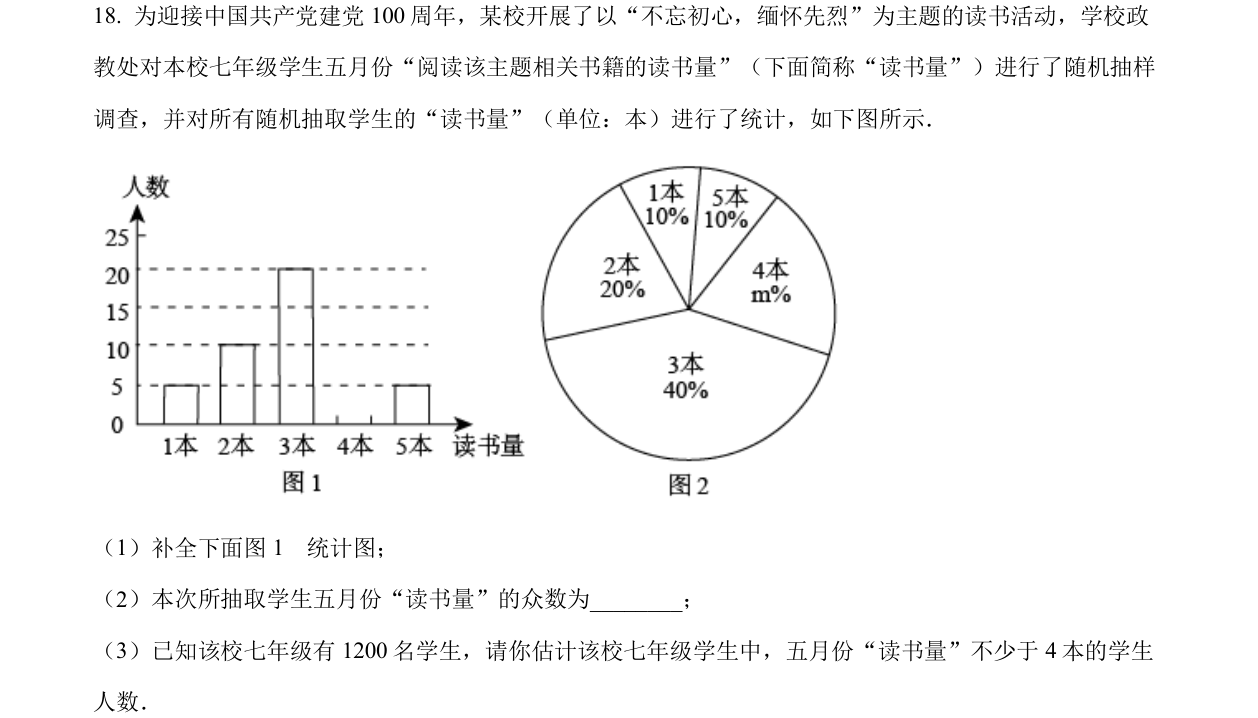 18. 为迎接中国共产党建党 100 周年，某校开展了以“不忘初心，缅怀先烈”为主题的读书活动，学校政
教处对本校七年级学生五月份“阅读该主题相关书籍的读书量”（下面简称“读书量”）进行了随机抽样
调查，并对所有随机抽取学生的“读书量”（单位：本）进行了统计，如下图所示．
人数
25
20
15
10
5
0
1本 2本 3本 4本 5本 读书量
图 1
1本
10%
5本
10%
2本
20%
4本
m%
3本
40%
图 2
（1）补全下面图 1 统计图；
（2）本次所抽取学生五月份“读书量”的众数为________；
（3）已知该校七年级有 1200 名学生，请你估计该校七年级学生中，五月份“读书量”不少于 4 本的学生
人数．